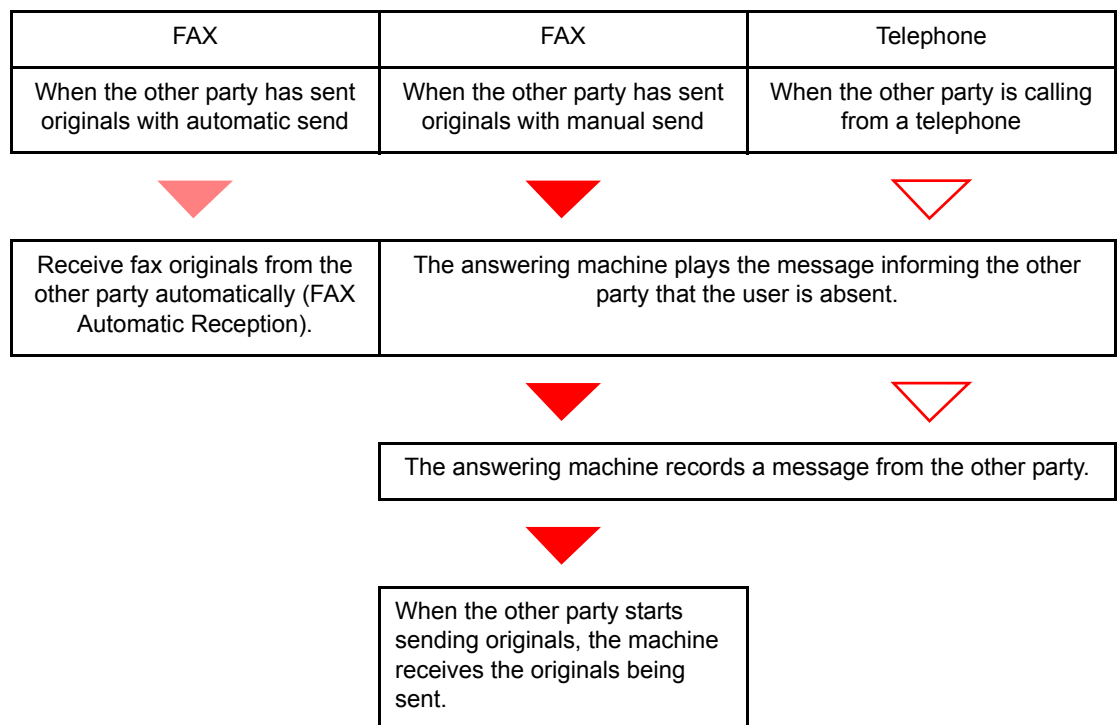 FAX
FAX
Telephone
When the other party has sent
originals with automatic send
When the other party has sent
originals with manual send
When the other party is calling
from a telephone
Receive fax originals from the
other party automatically (FAX
Automatic Reception).
The answering machine plays the message informing the other
party that the user is absent.
The answering machine records a message from the other party.
When the other party starts
sending originals, the machine
receives the originals being
sent.